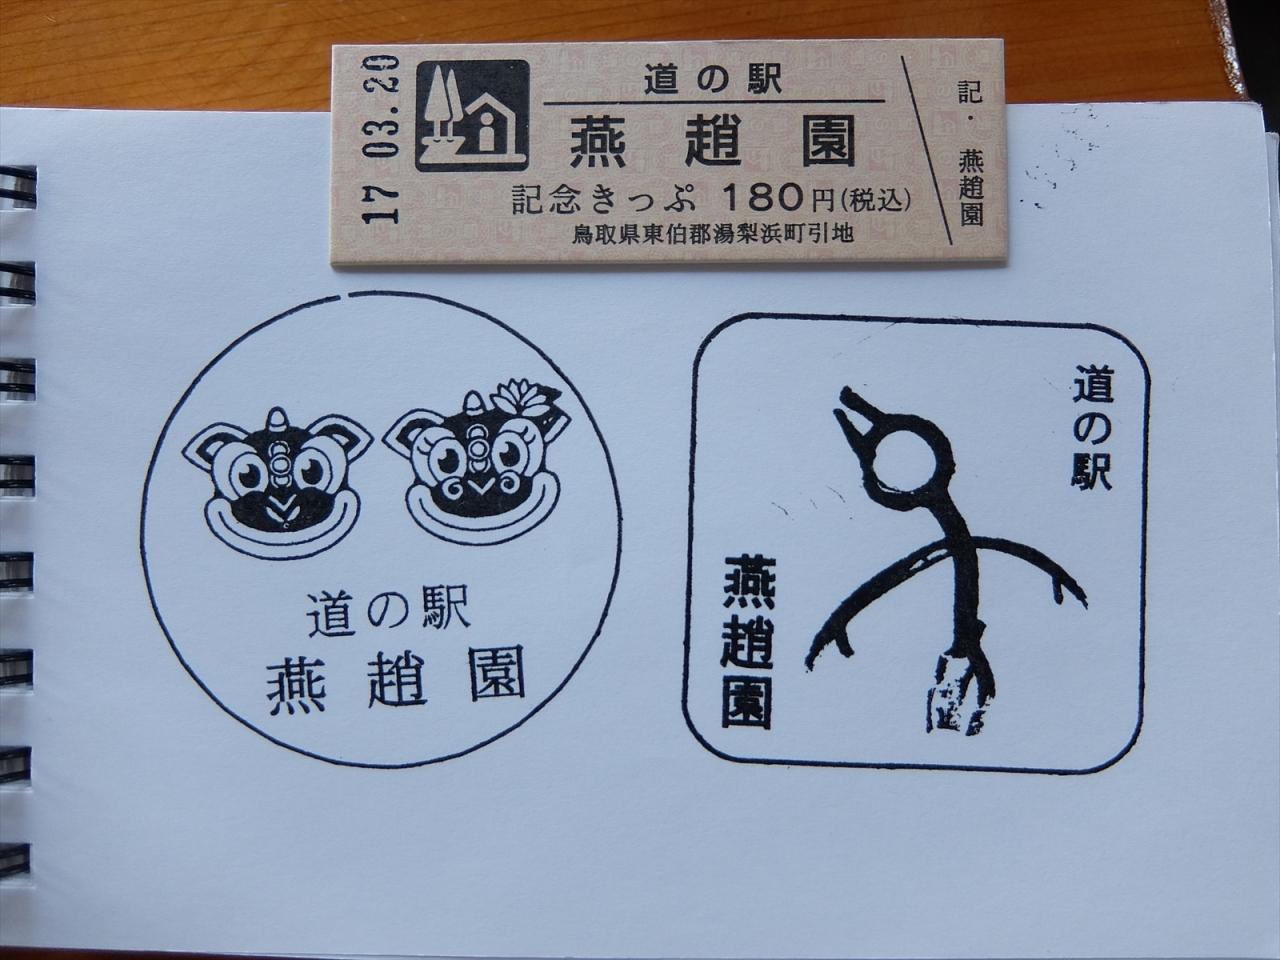 17 03.20
道の駅
燕趙園
記念きっぷ 180円(税込)
鳥取県東伯郡湯梨浜町引地
記・燕趙園
道の駅
燕趙園
道の駅
燕趙園